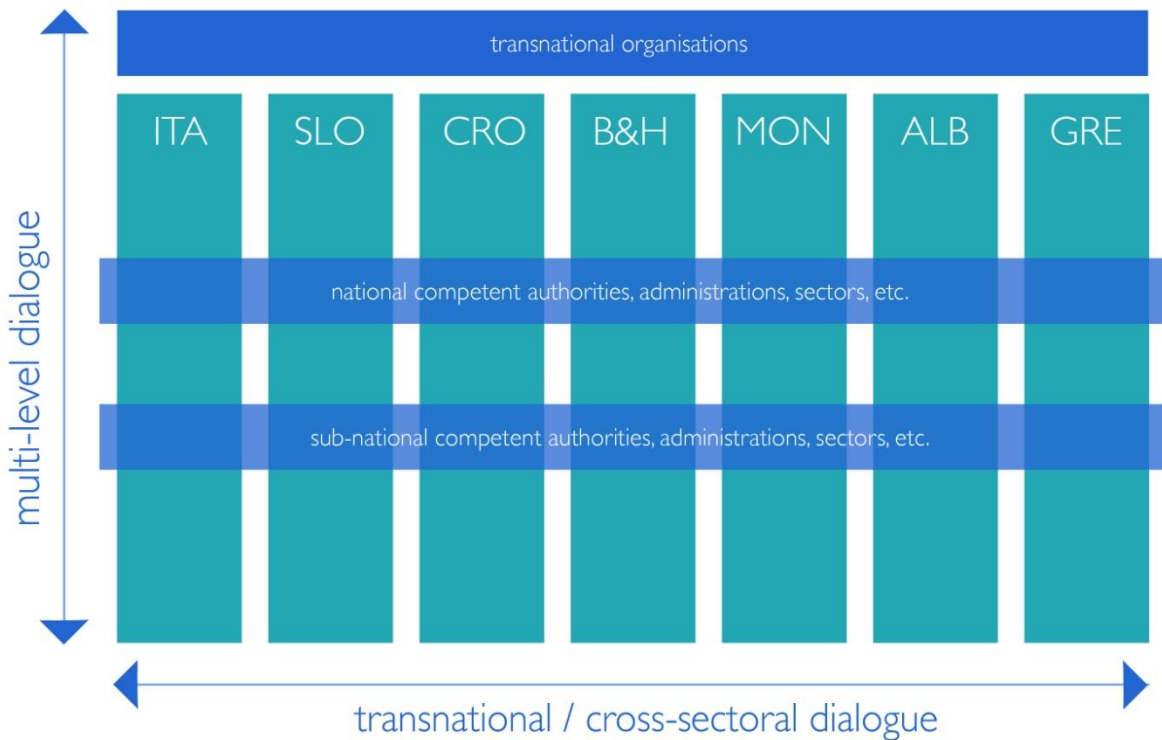 transnational organisations
ITA SLO CRO B&H MON ALB GRE
national competent authorities, administrations, sectors, etc.
sub-national competent authorities, administrations, sectors, etc.
multi-level dialogue
transnational / cross-sectoral dialogue